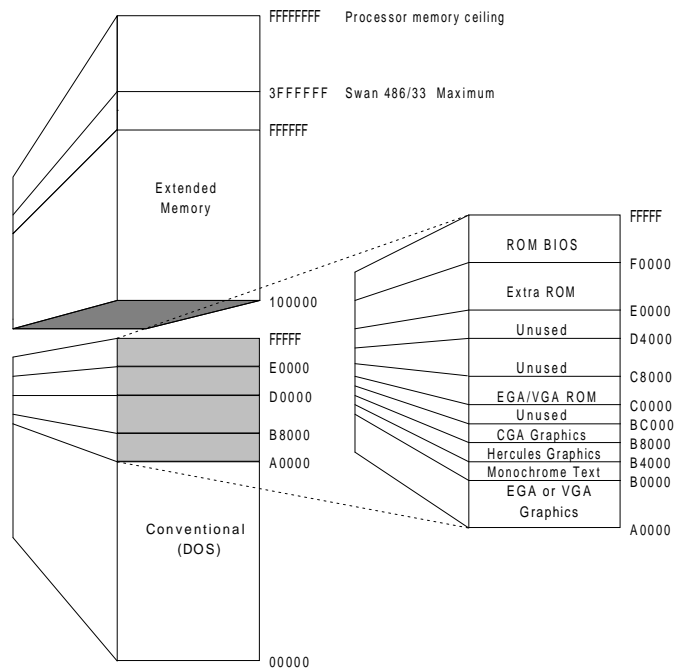 FFFFFFFF Processor memory ceiling
3FFFFFF Swan 486/33 Maximum
FFFFFF
Extended
Memory
100000
FFFFF
E0000
D0000
B8000
A0000
Conventional
(DOS)
00000
FFFFF
ROM BIOS
F0000
Extra ROM
E0000
Unused
D4000
Unused
C8000
EGA/VGA ROM
C0000
Unused
BC000
CGA Graphics
B8000
Hercules Graphics
B4000
Monochrome Text
B0000
EGA or VGA
Graphics
A0000